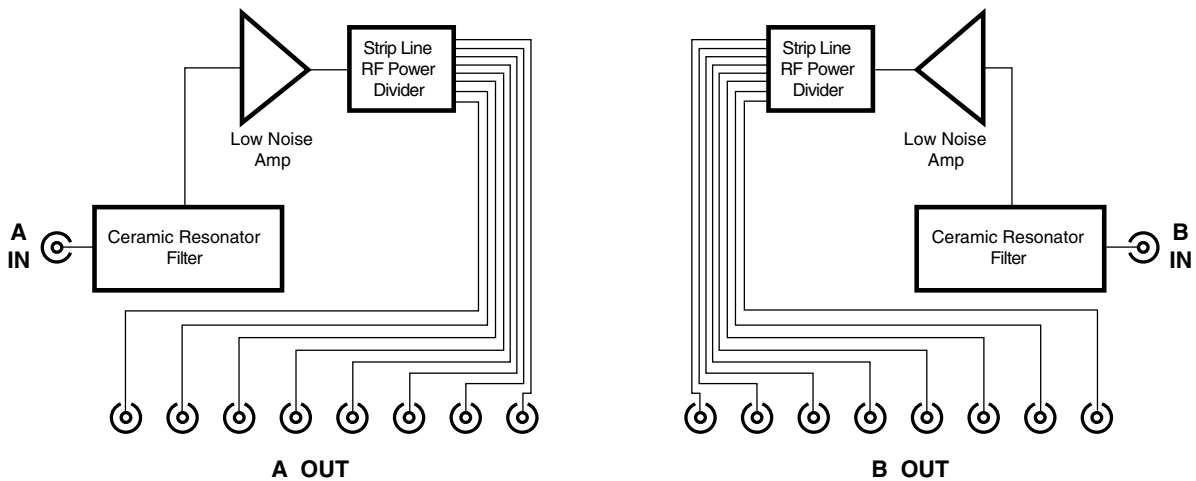 Strip Line
RF Power
Divider
Low Noise
Amp
A
IN
Ceramic Resonator
Filter
A OUT
Strip Line
RF Power
Divider
Low Noise
Amp
Ceramic Resonator
Filter
B
IN
B OUT